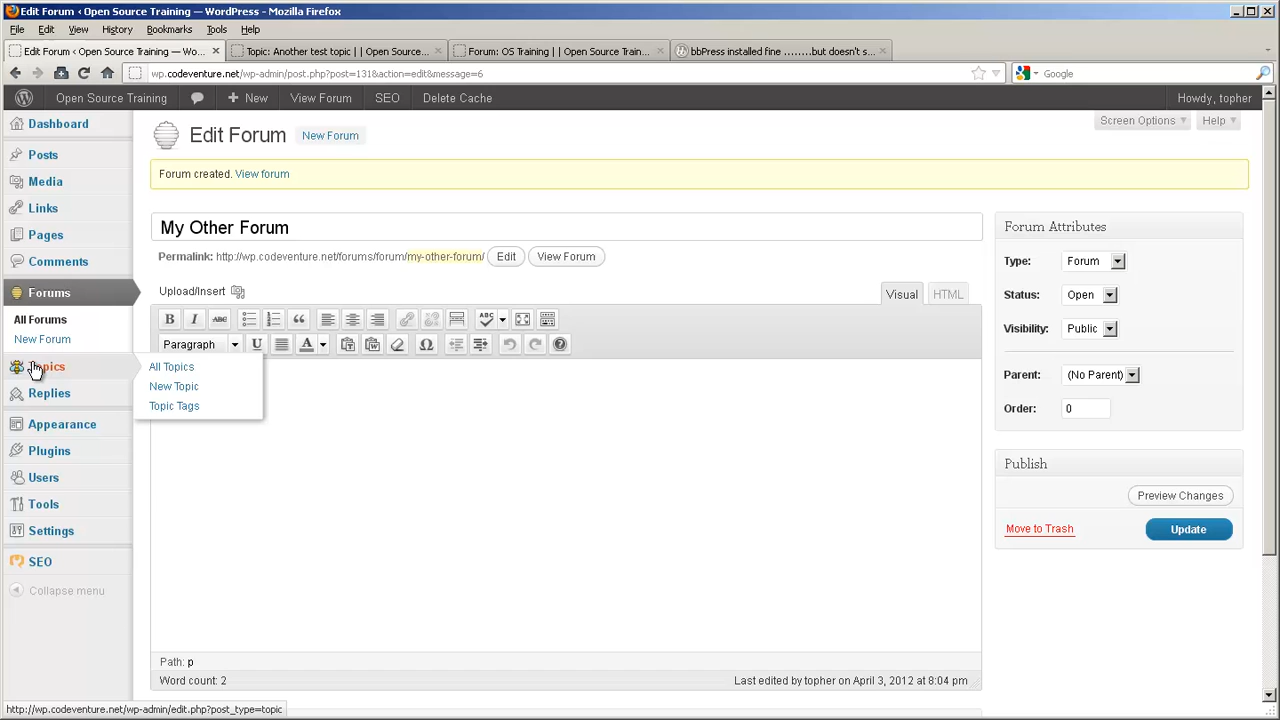 Edit Forum ‹ Open Source Training — WordPress - Mozilla Firefox
File Edit View History Bookmarks Tools Help
Edit Forum ‹ Open Source Training — Wo... × Topic: Another test topic | | Open Source... × Forum: OS Training | | Open Source Train... × bbPress installed fine ........but doesn't s... ×
wp.codeventure.net/wp-admin/post.php?post=131&action=edit&message=6
Google
Open Source Training + New View Forum SEO Delete Cache Howdy, topher
Dashboard
Posts
Media
Links
Pages
Comments
Forums
All Forums
New Forum
Topics
Replies
Appearance
Plugins
Users
Tools
Settings
SEO
Collapse menu
All Topics
New Topic
Topic Tags
Screen Options Help
Edit Forum New Forum
Forum created. View forum
My Other Forum
Permalink: http://wp.codeventure.net/forums/forum/my-other-forum/ Edit View Forum
Upload/Insert
Visual HTML
B I ABC “ ABC
Paragraph U A Ω ?
Path: p
Word count: 2 Last edited by topher on April 3, 2012 at 8:04 pm
Forum Attributes
Type: Forum
Status: Open
Visibility: Public
Parent: (No Parent)
Order: 0
Publish
Preview Changes
Move to Trash Update
http://wp.codeventure.net/wp-admin/edit.php?post_type=topic